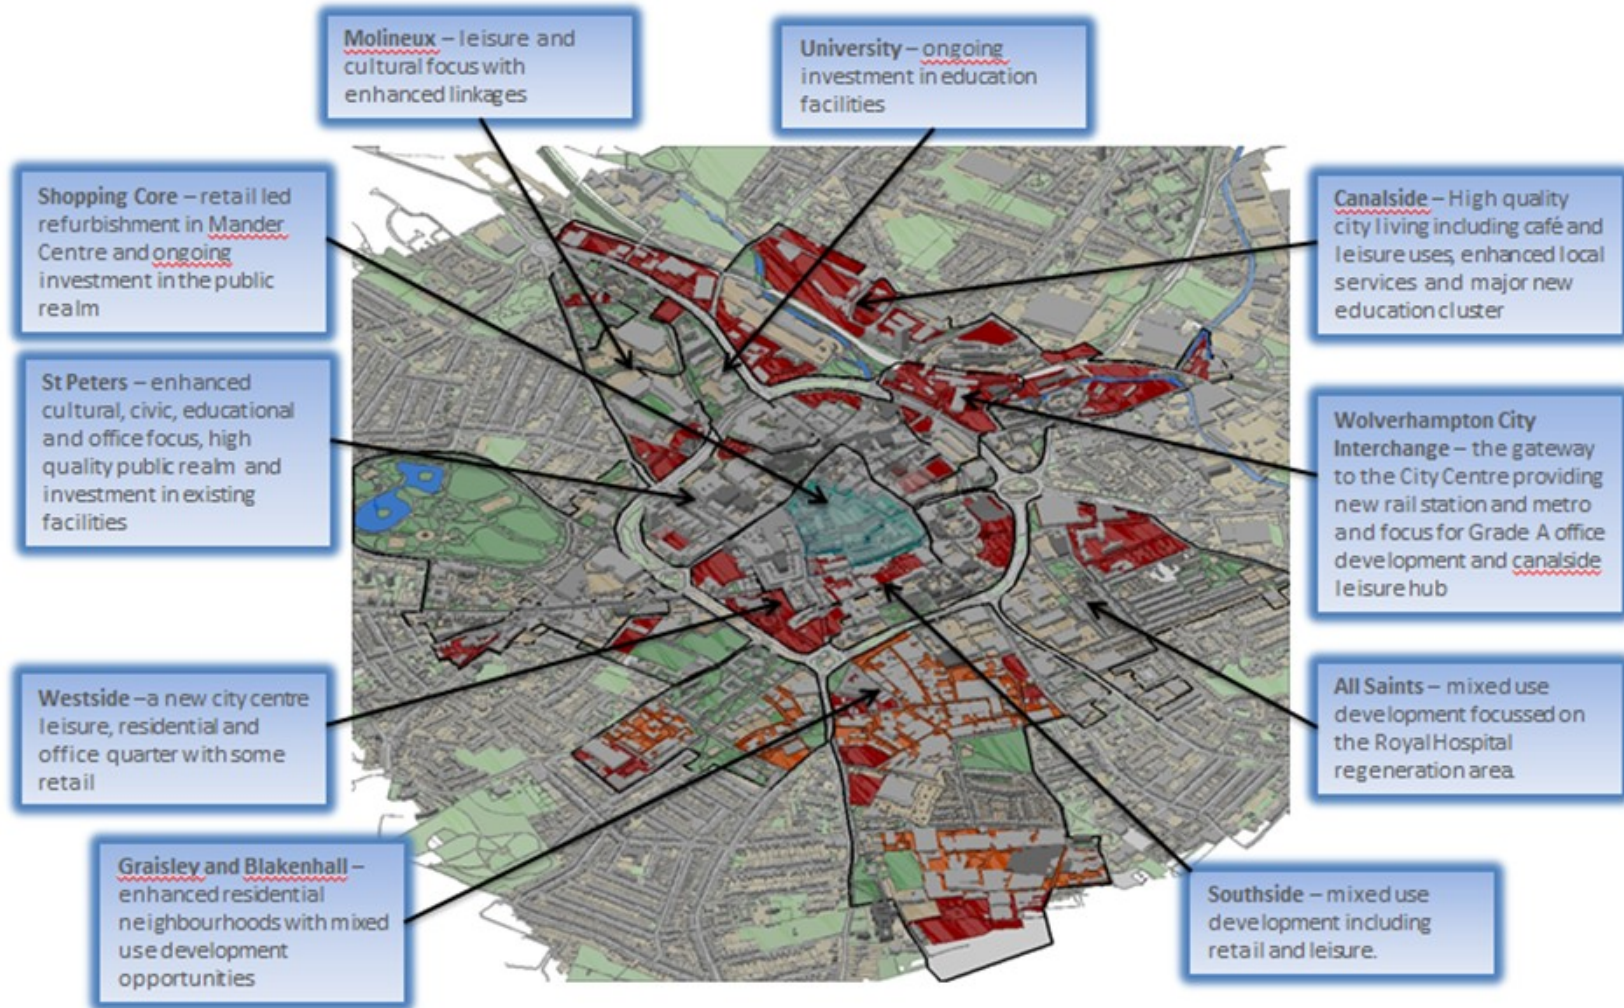 Molineux – leisure and
cultural focus with
enhanced linkages
University – ongoing
investment in education
facilities
Shopping Core – retail led
refurbishment in Mander
Centre and ongoing
investment in the public
realm
Canalside – High quality
city living including café and
leisure uses, enhanced local
services and major new
education cluster
St Peters – enhanced
cultural, civic, educational
and office focus, high
quality public realm and
investment in existing
facilities
Wolverhampton City
Interchange – the gateway
to the City Centre providing
new rail station and metro
and focus for Grade A office
development and canalside
leisure hub
Westside – a new city centre
leisure, residential and
office quarter with some
retail
All Saints – mixed use
development focussed on
the Royal Hospital
regeneration area.
Graisley and Blakenhall –
enhanced residential
neighbourhoods with mixed
use development
opportunities
Southside – mixed use
development including
retail and leisure.